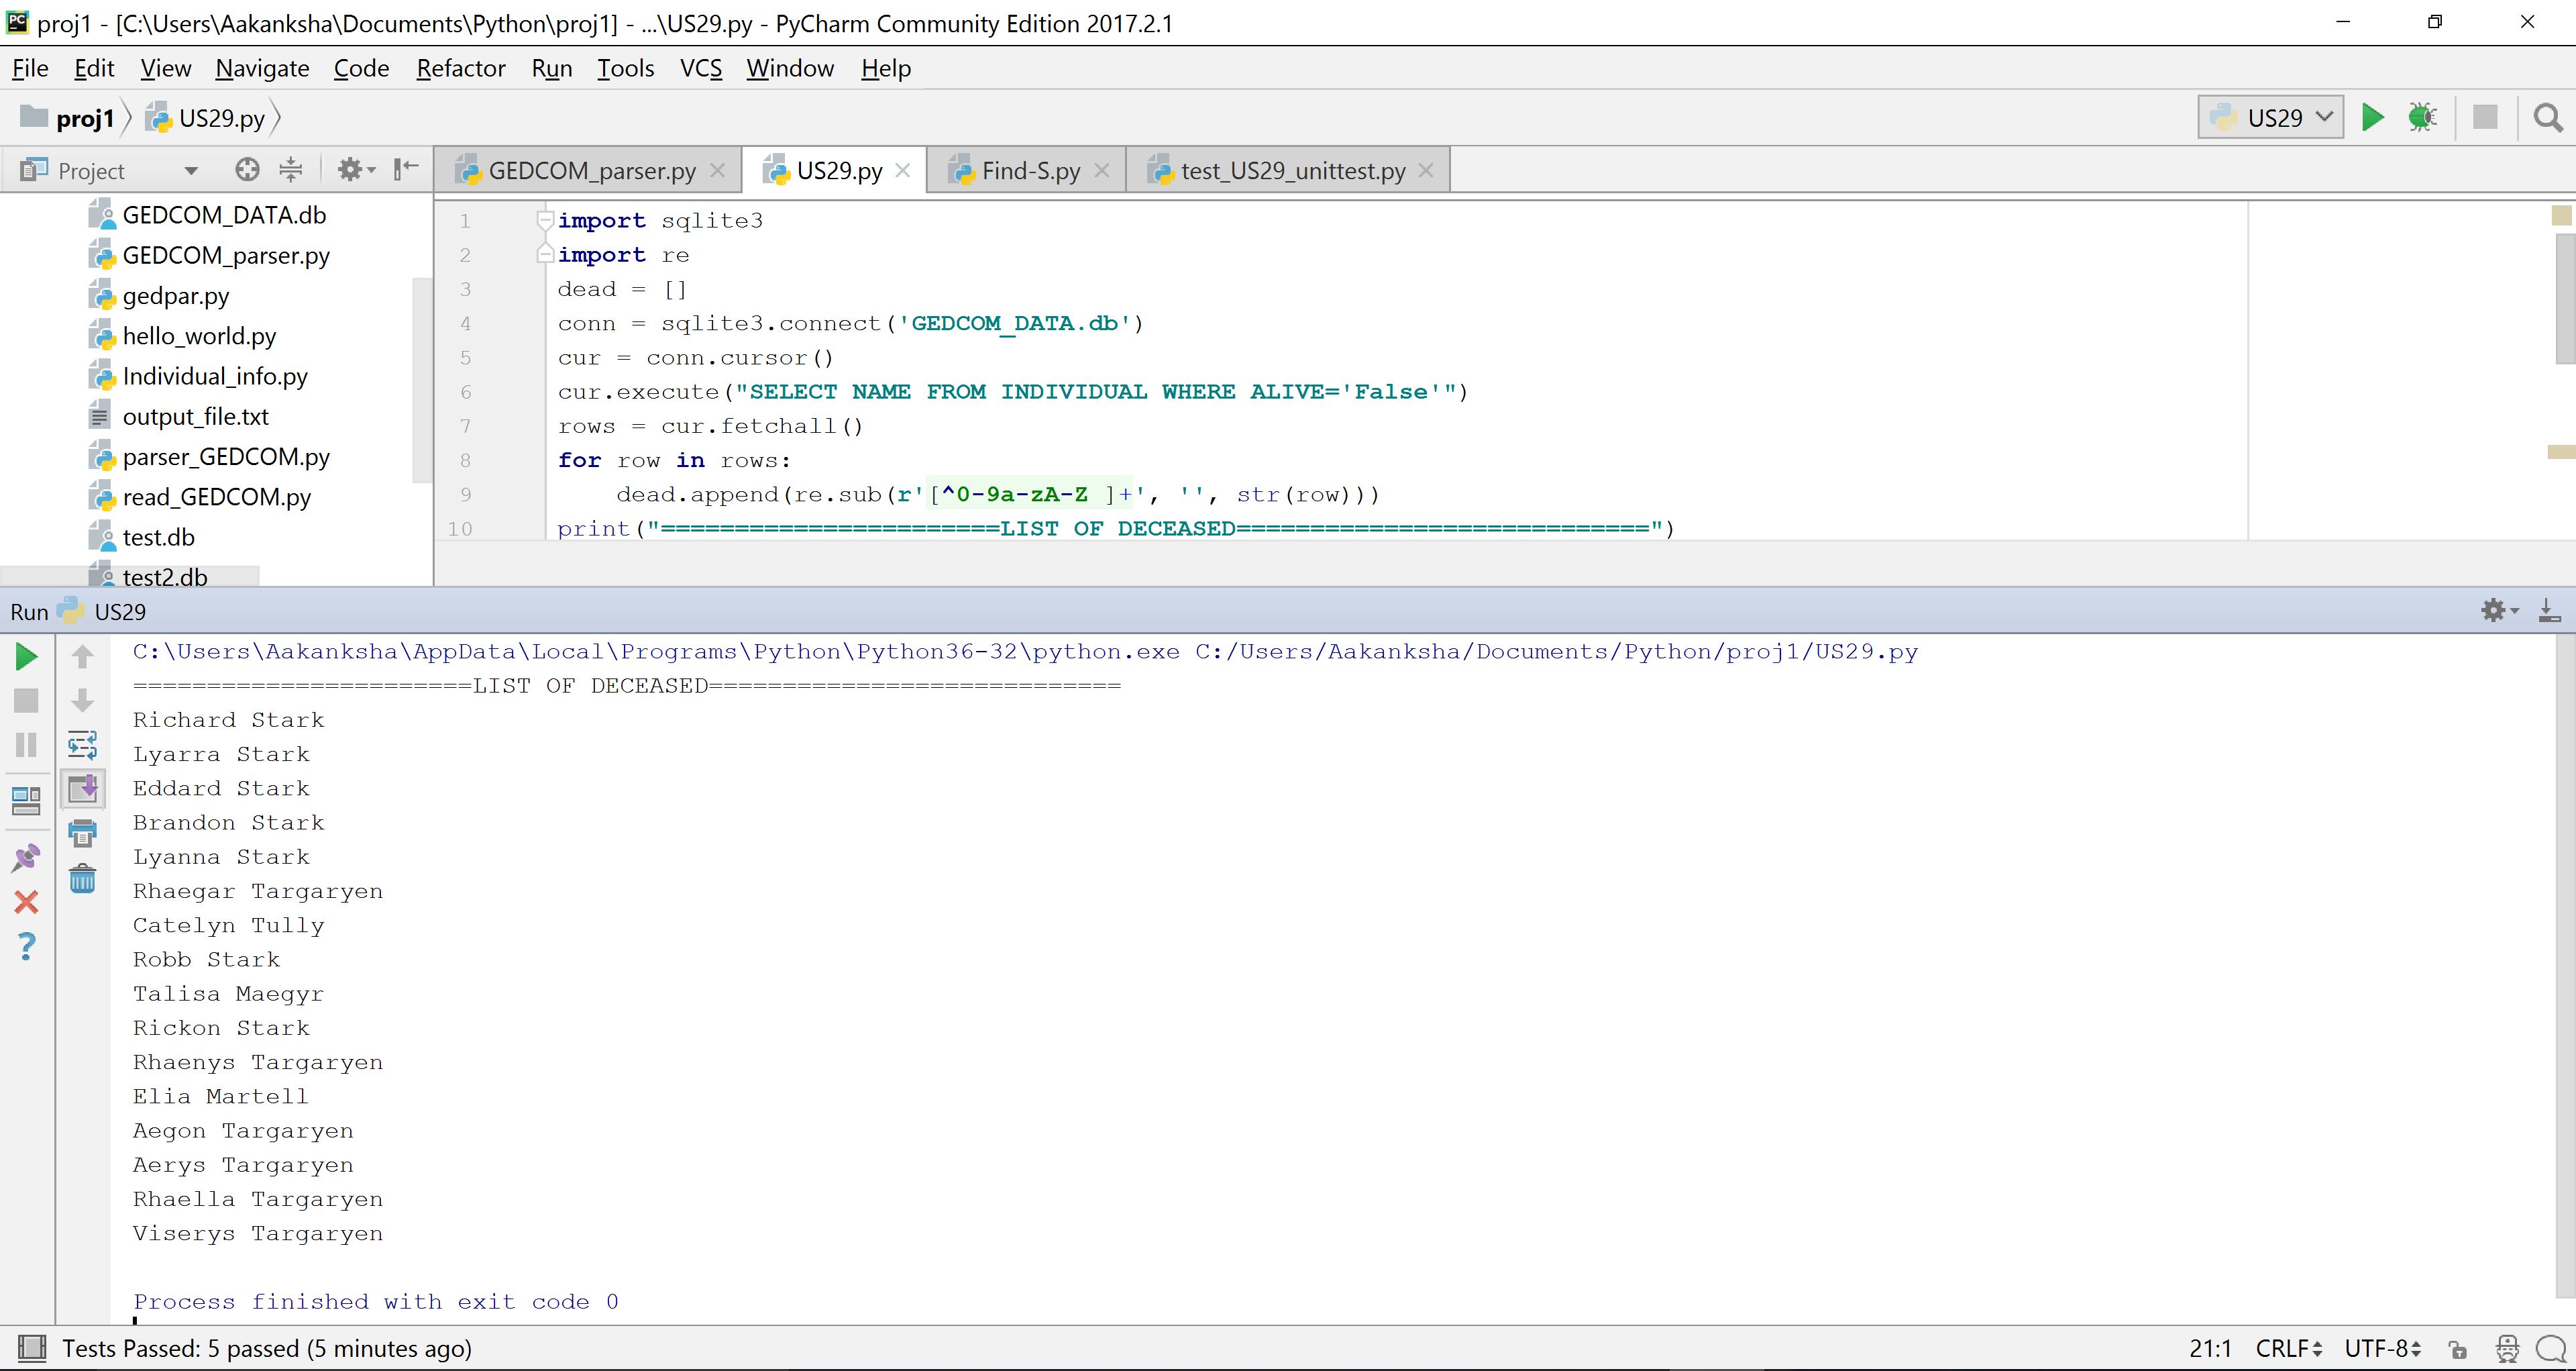 proj1 - [C:\Users\Aakanksha\Documents\Python\proj1] - ...\US29.py - PyCharm Community Edition 2017.2.1
File Edit View Navigate Code Refactor Run Tools VCS Window Help
proj1 US29.py
US29
Project
GEDCOM_parser.py US29.py Find-S.py test_US29_unittest.py
GEDCOM_DATA.db
GEDCOM_parser.py
gedpar.py
hello_world.py
Individual_info.py
output_file.txt
parser_GEDCOM.py
read_GEDCOM.py
test.db
test2.db
1 import sqlite3
2 import re
3 dead = []
4 conn = sqlite3.connect('GEDCOM_DATA.db')
5 cur = conn.cursor()
6 cur.execute("SELECT NAME FROM INDIVIDUAL WHERE ALIVE='False'")
7 rows = cur.fetchall()
8 for row in rows:
9 dead.append(re.sub(r'[^0-9a-zA-Z ]+', '', str(row)))
10 print("=======================LIST OF DECEASED============================")
Run US29
C:\Users\Aakanksha\AppData\Local\Programs\Python\Python36-32\python.exe C:/Users/Aakanksha/Documents/Python/proj1/US29.py
=======================LIST OF DECEASED============================
Richard Stark
Lyarra Stark
Eddard Stark
Brandon Stark
Lyanna Stark
Rhaegar Targaryen
Catelyn Tully
Robb Stark
Talisa Maegyr
Rickon Stark
Rhaenys Targaryen
Elia Martell
Aegon Targaryen
Aerys Targaryen
Rhaella Targaryen
Viserys Targaryen
Process finished with exit code 0
Tests Passed: 5 passed (5 minutes ago)
21:1 CRLF UTF-8